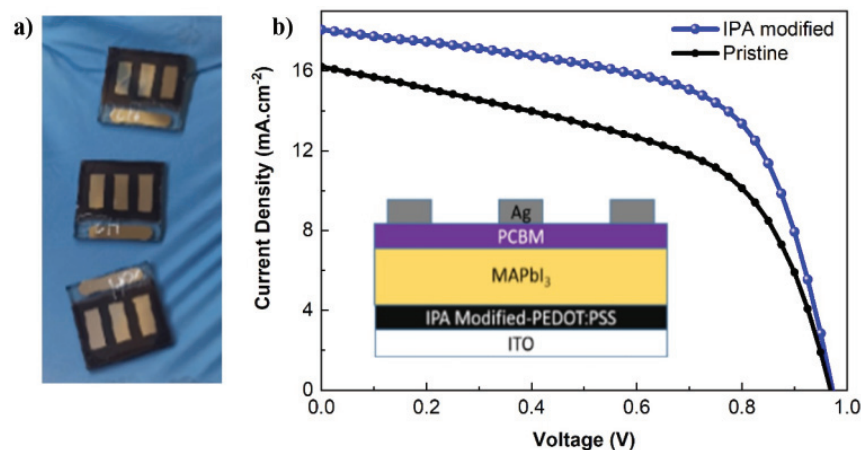 a)
b)
IPA modified
Pristine
Current Density (mA.cm⁻²)
16
12
8
4
0
Ag
PCBM
MAPbI₃
IPA Modified-PEDOT:PSS
ITO
0.0 0.2 0.4 0.6 0.8 1.0
Voltage (V)